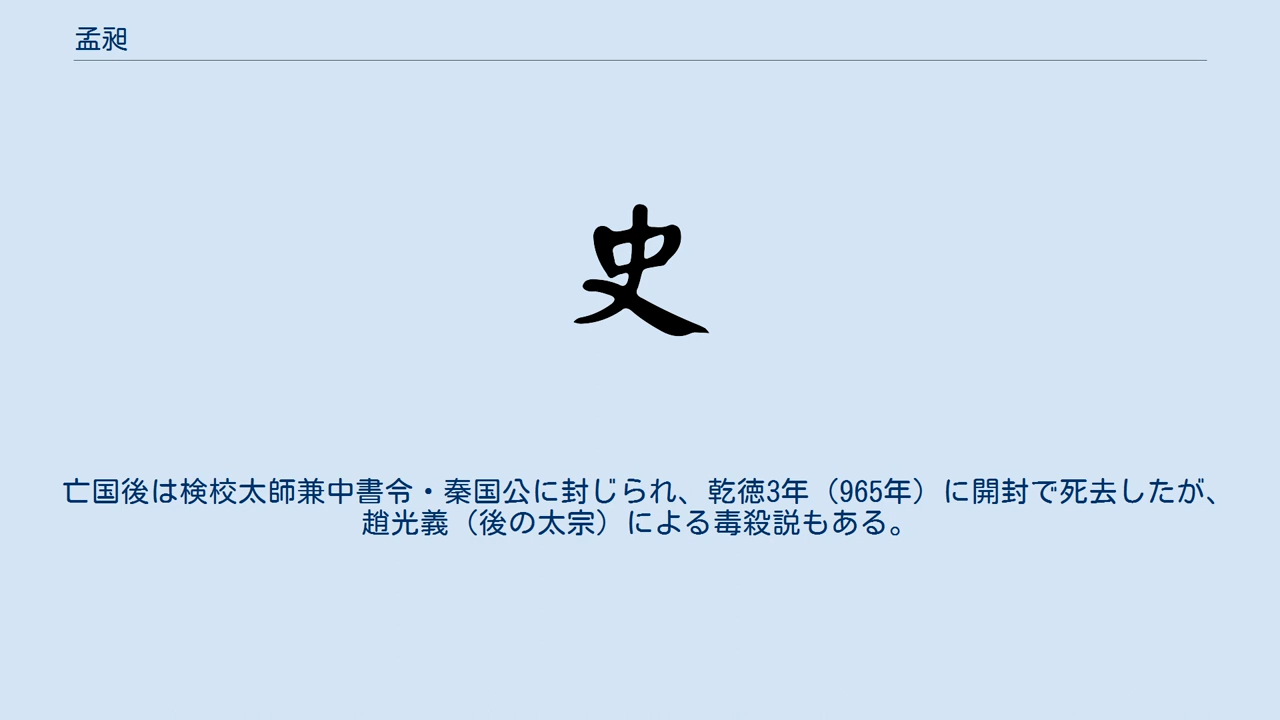 孟昶
史
亡国後は検校太師兼中書令・秦国公に封じられ、乾徳3年（965年）に開封で死去したが、
趙光義（後の太宗）による毒殺説もある。